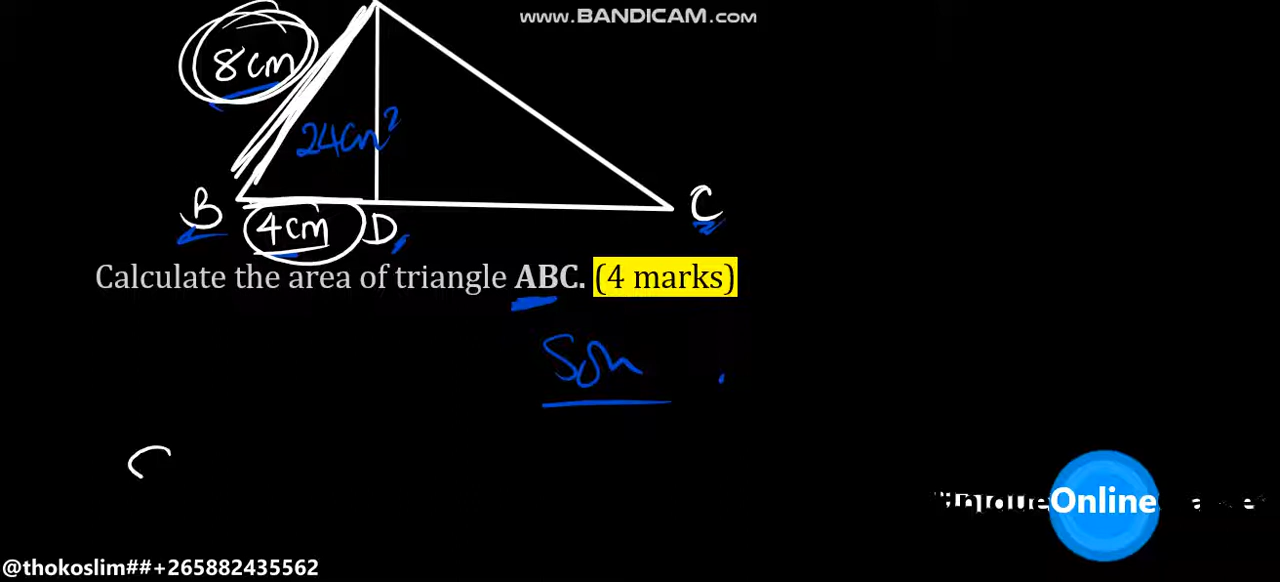 www.BANDICAM.com
8cm
24cm²
B
4cm
D
C
Calculate the area of triangle ABC. (4 marks)
Soln
Online
@thokoslim##+265882435562